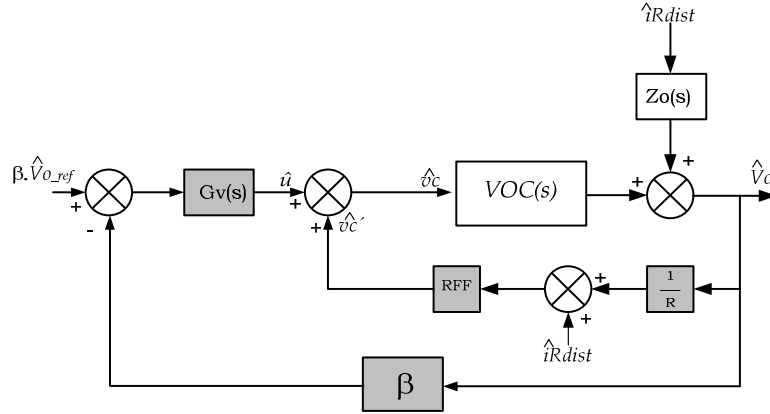 îRdist
Zo(s)
+
β.V̂o_ref
+
-
Gv(s)
û
+
+
v̂c´
v̂c
VOC(s)
+
V̂o
RFF
+
+
îRdist
1
R
β